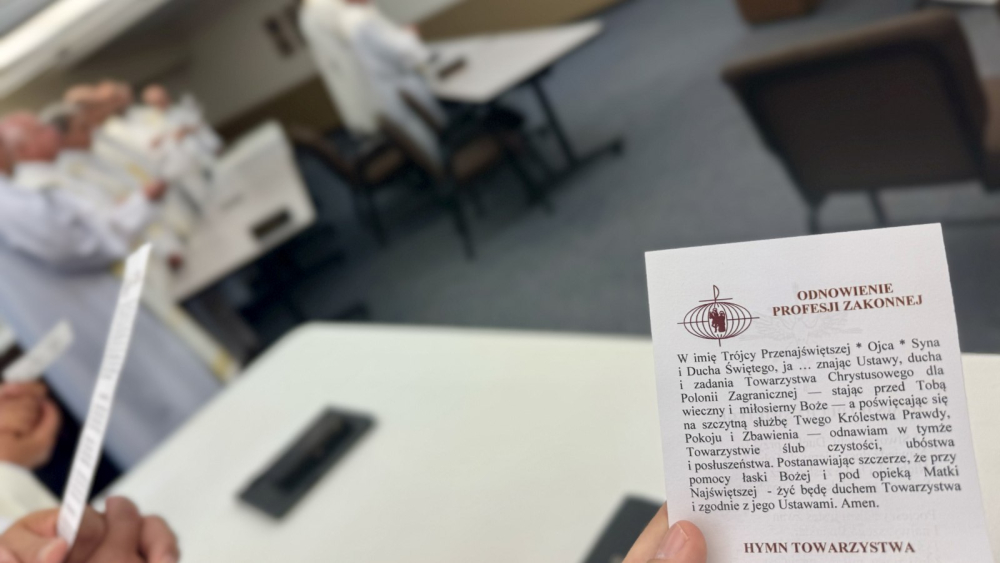 ODNOWIENIE
PROFESJI ZAKONNEJ
W imię Trójcy Przenajświętszej * Ojca * Syna
i Ducha Świętego, ja … znając Ustawy, ducha
i zadania Towarzystwa Chrystusowego dla
Polonii Zagranicznej — stając przed Tobą
wieczny i miłosierny Boże — a poświęcając się
na szczytną służbę Twego Królestwa Prawdy,
Pokoju i Zbawienia — odnawiam w tymże
Towarzystwie ślub czystości, ubóstwa
i posłuszeństwa. Postanawiając szczerze, że przy
pomocy łaski Bożej i pod opieką Matki
Najświętszej - żyć będę duchem Towarzystwa
i zgodnie z jego Ustawami. Amen.
HYMN TOWARZYSTWA